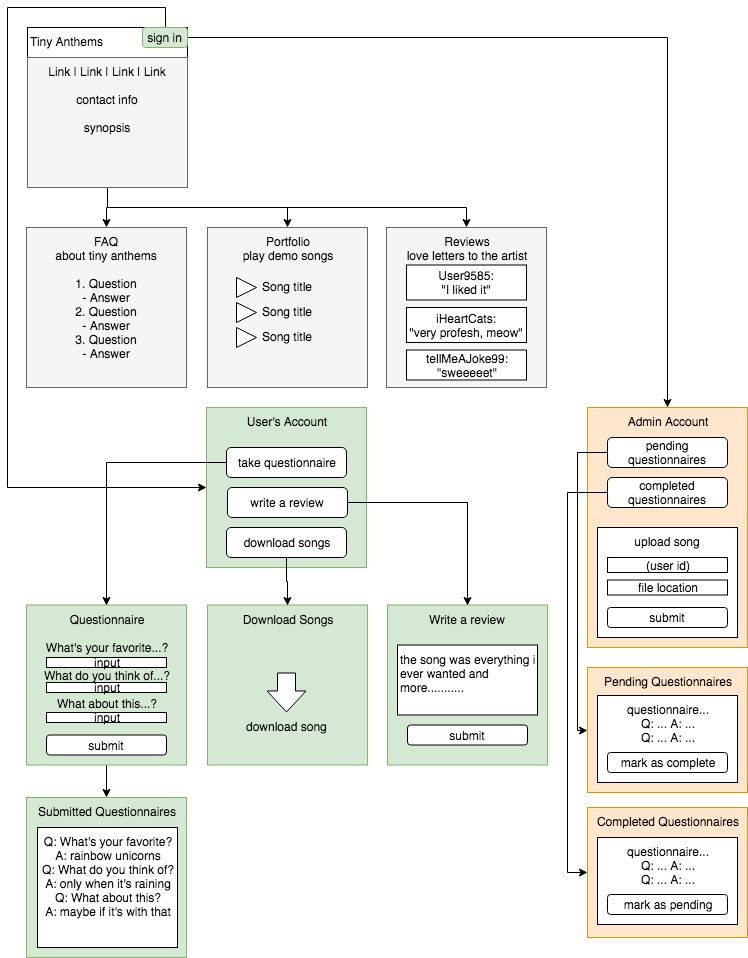 Tiny Anthems
sign in
Link | Link | Link | Link
contact info
synopsis
FAQ
about tiny anthems
1. Question
- Answer
2. Question
- Answer
3. Question
- Answer
Portfolio
play demo songs
Song title
Song title
Song title
Reviews
love letters to the artist
User9585:
"I liked it"
iHeartCats:
"very profesh, meow"
tellMeAJoke99:
"sweeeeet"
User's Account
take questionnaire
write a review
download songs
Admin Account
pending
questionnaires
completed
questionnaires
upload song
(user id)
file location
submit
Questionnaire
What's your favorite...?
input
What do you think of...?
input
What about this...?
input
submit
Download Songs
download song
Write a review
the song was everything i
ever wanted and
more...........
submit
Pending Questionnaires
questionnaire...
Q: ... A: ...
Q: ... A: ...
mark as complete
Submitted Questionnaires
Q: What's your favorite?
A: rainbow unicorns
Q: What do you think of?
A: only when it's raining
Q: What about this?
A: maybe if it's with that
Completed Questionnaires
questionnaire...
Q: ... A: ...
Q: ... A: ...
mark as pending